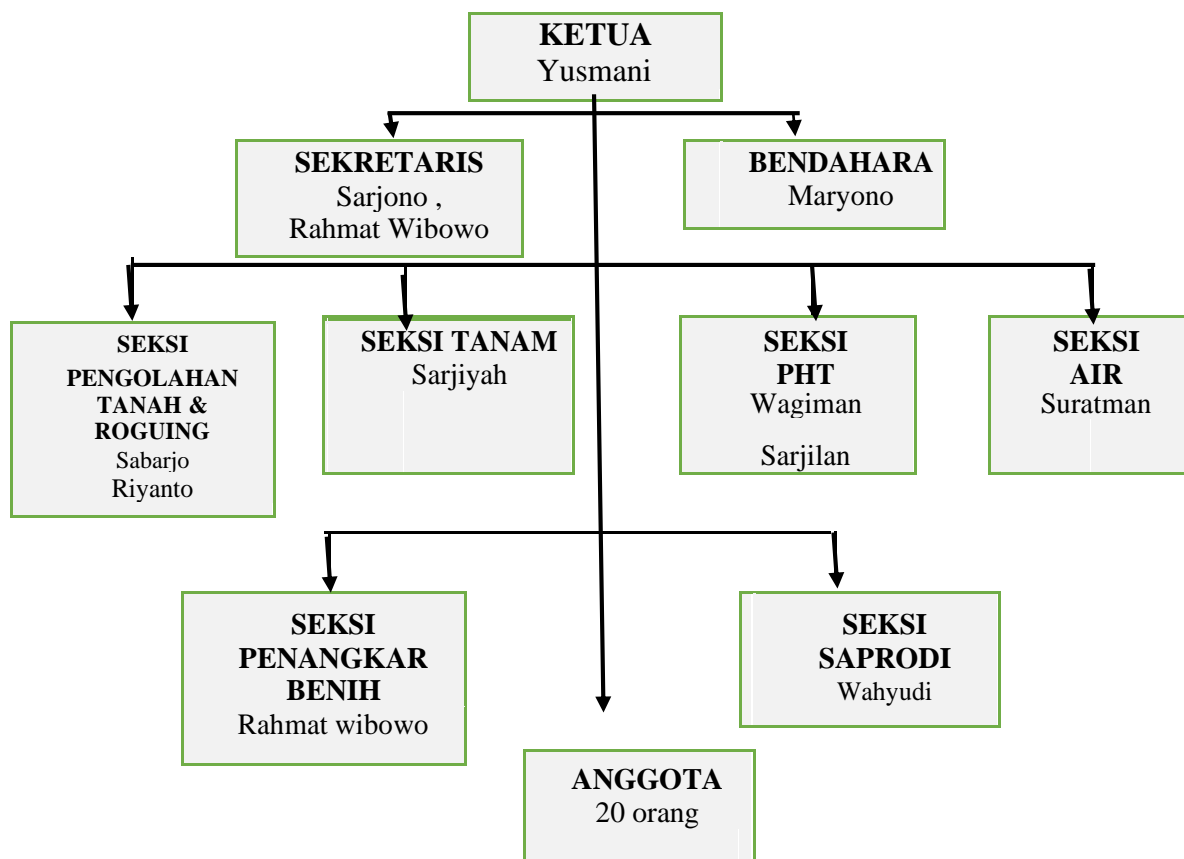 KETUA
Yusmani
SEKRETARIS
Sarjono ,
Rahmat Wibowo
BENDAHARA
Maryono
SEKSI
PENGOLAHAN
TANAH &
ROGUING
Sabarjo
Riyanto
SEKSI TANAM
Sarjiyah
SEKSI
PHT
Wagiman
Sarjilan
SEKSI
AIR
Suratman
SEKSI
PENANGKAR
BENIH
Rahmat wibowo
SEKSI
SAPRODI
Wahyudi
ANGGOTA
20 orang